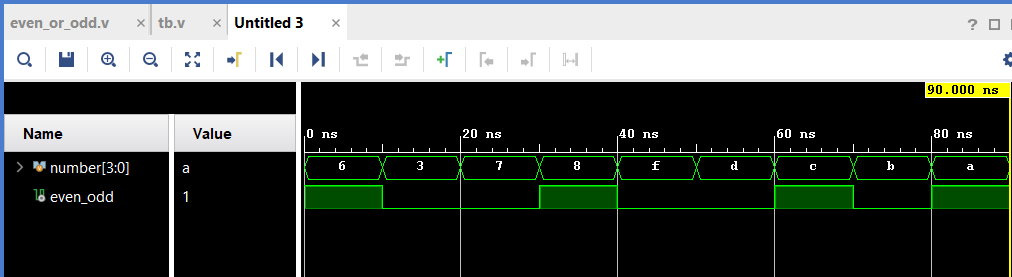 even_or_odd.v × tb.v × Untitled 3 ×
?
90.000 ns
Name Value
0 ns 20 ns 40 ns 60 ns 80 ns
number[3:0] a 6 3 7 8 f d c b a
even_odd 1